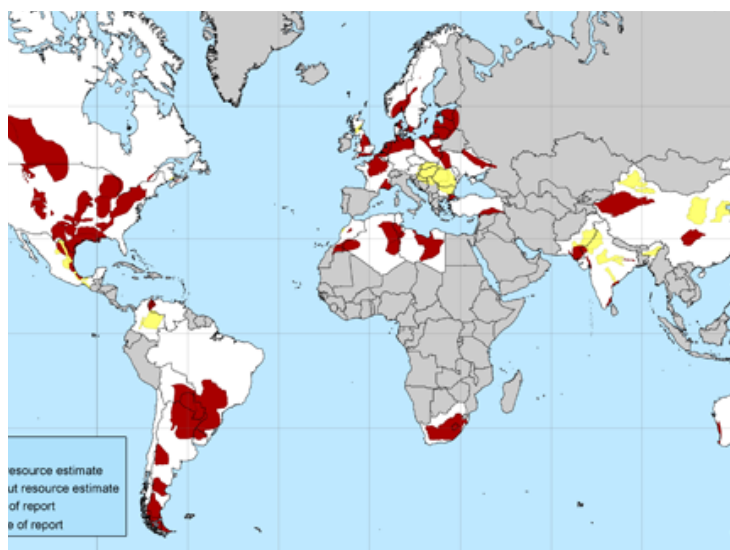 resource estimate
ut resource estimate
of report
e of report